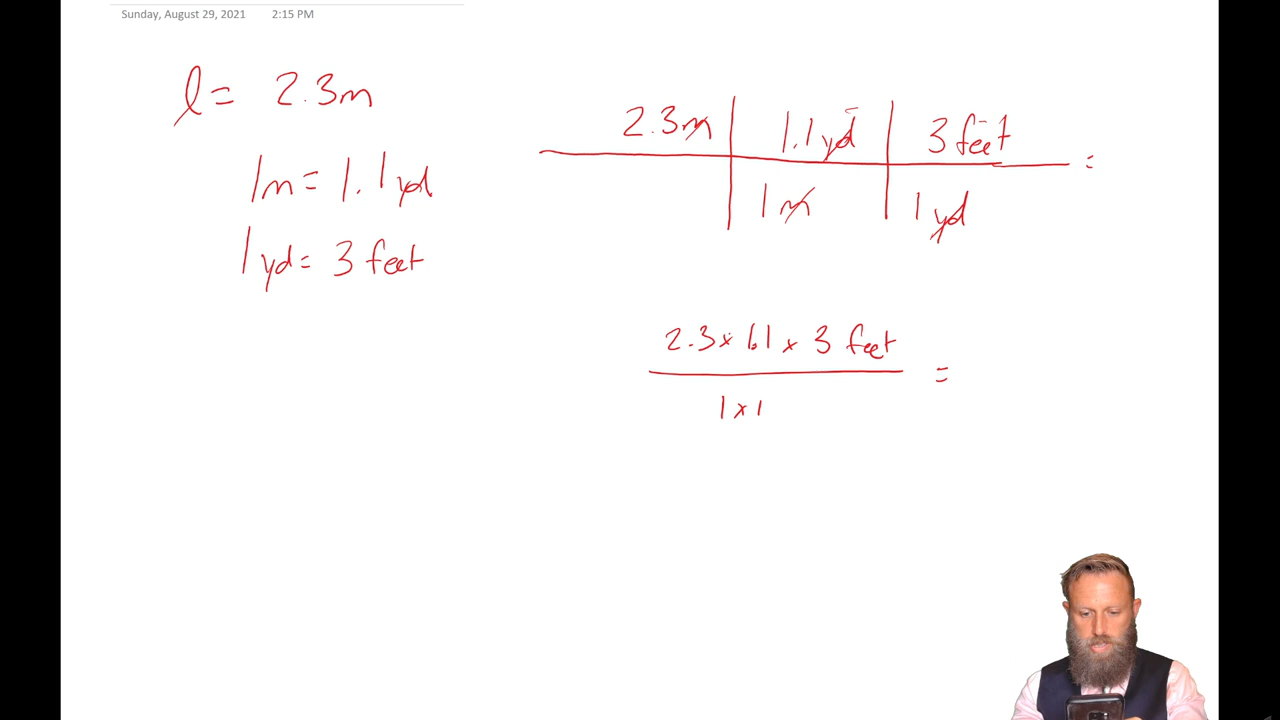 Sunday, August 29, 2021 2:15 PM
l = 2.3m
1m = 1.1yd
1yd = 3 feet
2.3m | 1.1yd | 3 feet =
1m | 1yd
2.3 × 1.1 × 3 feet =
1 × 1